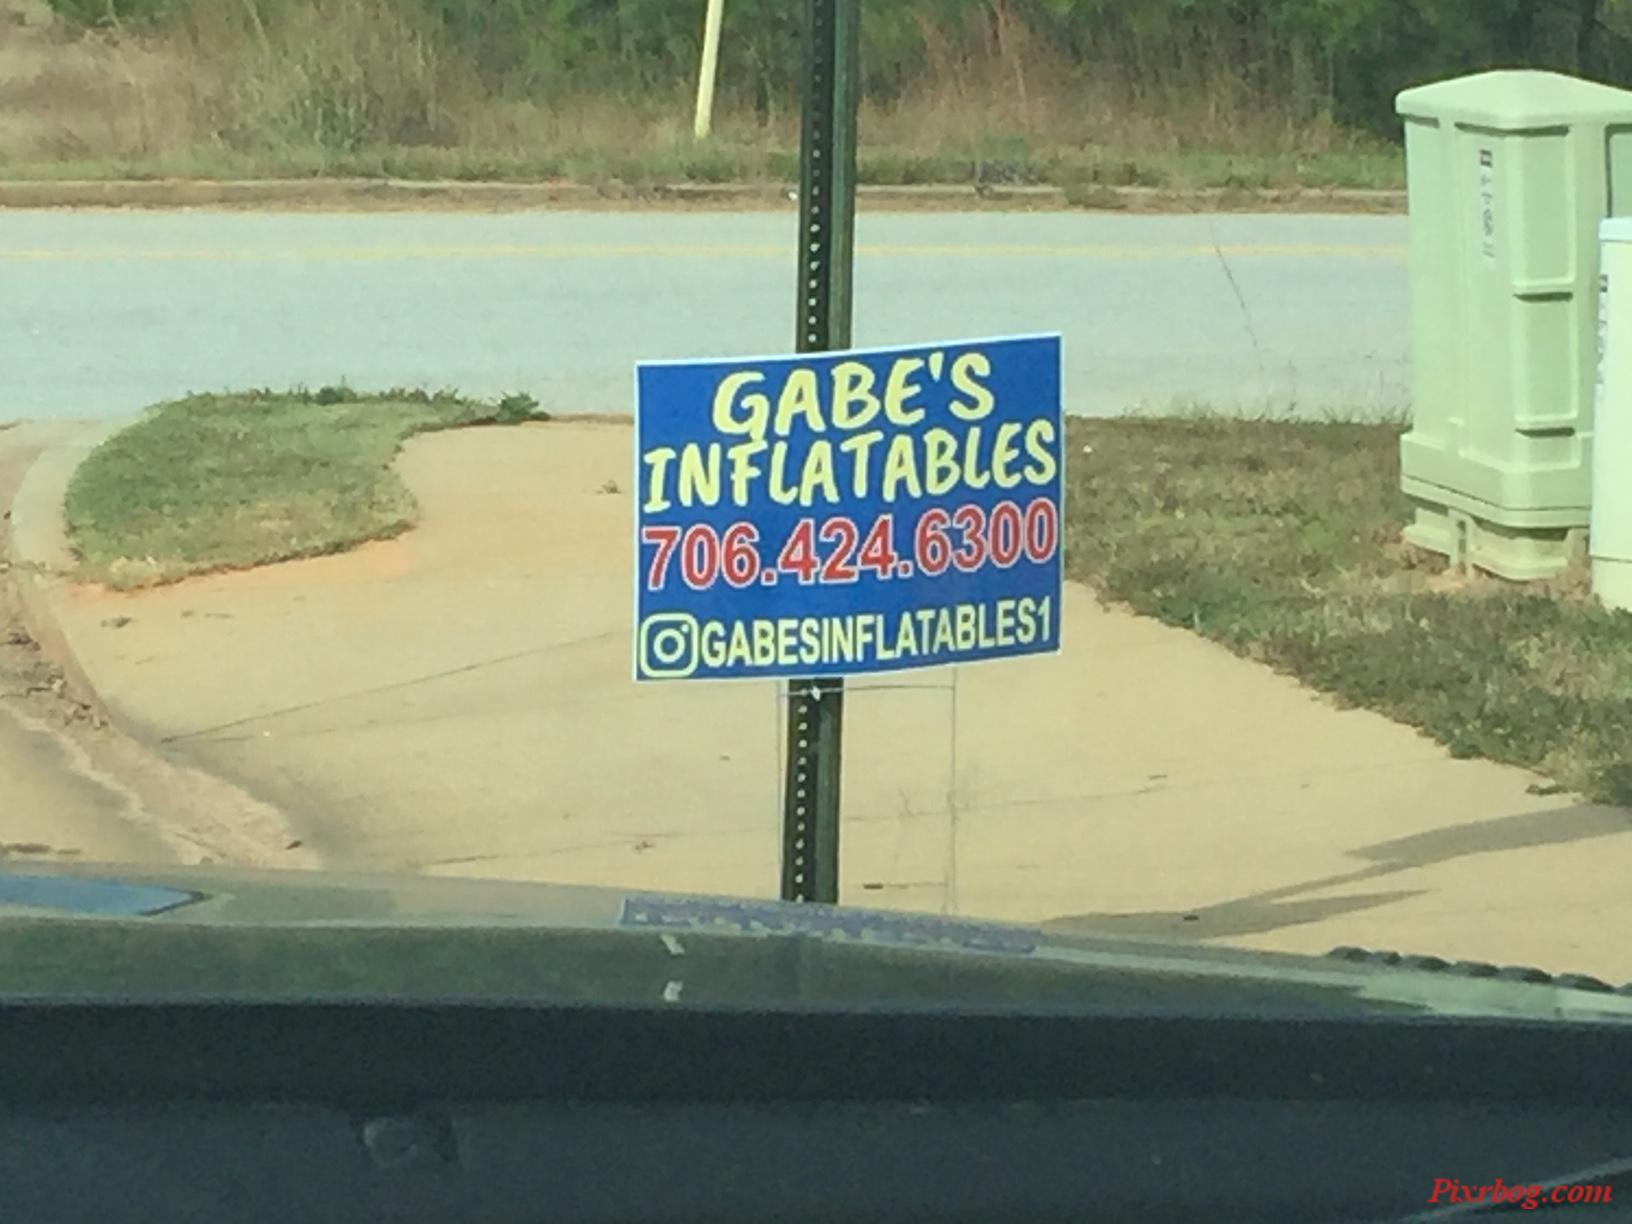 GABE'S
INFLATABLES
706.424.6300
GABESINFLATABLES1
Pixrbog.com